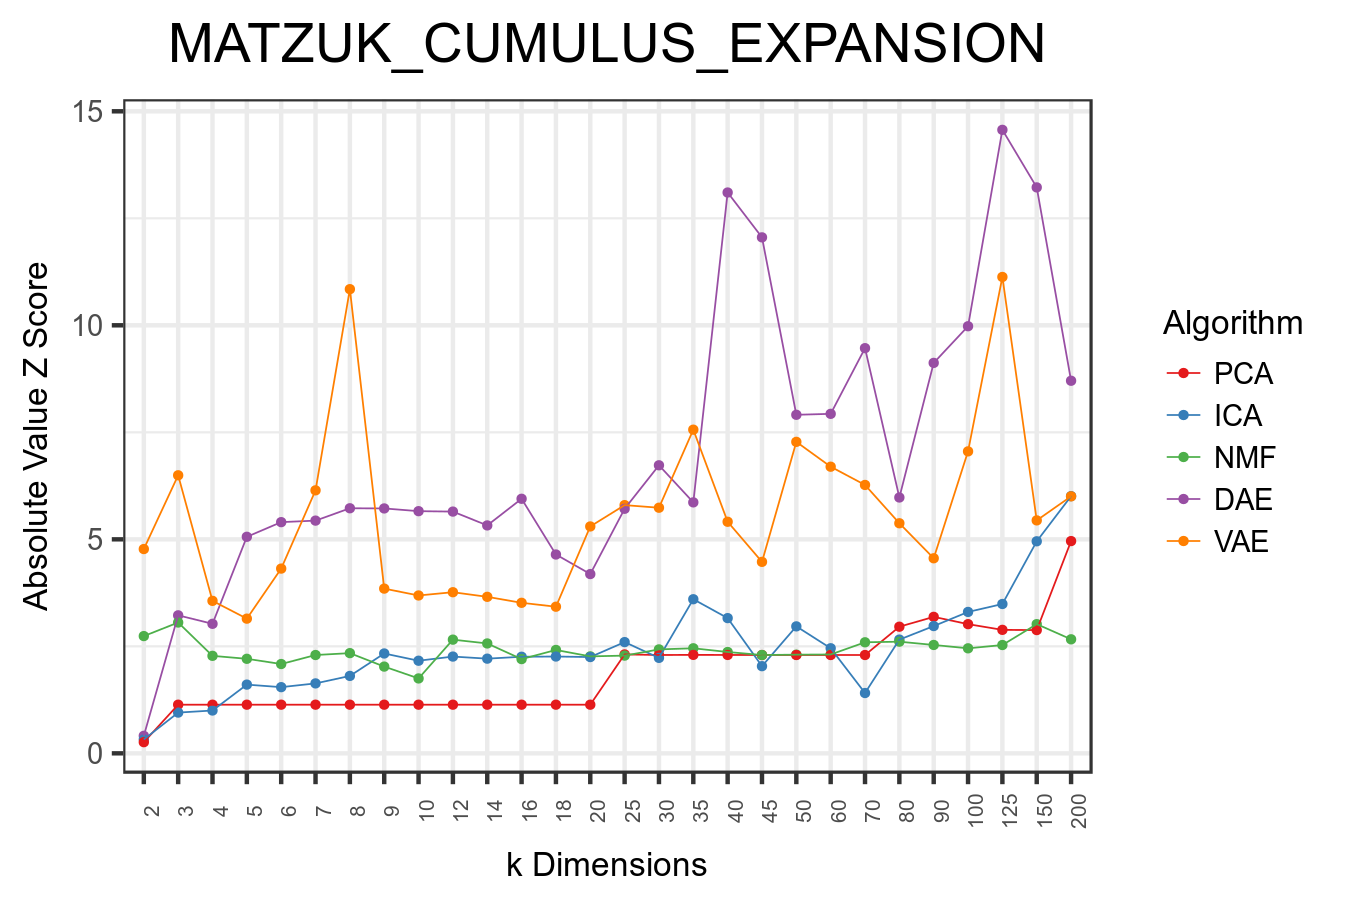 MATZUK_CUMULUS_EXPANSION
15
10
5
0
Absolute Value Z Score
2 3 4 5 6 7 8 9 10 12 14 16 18 20 25 30 35 40 45 50 60 70 80 90 100 125 150 200
k Dimensions
Algorithm
PCA
ICA
NMF
DAE
VAE